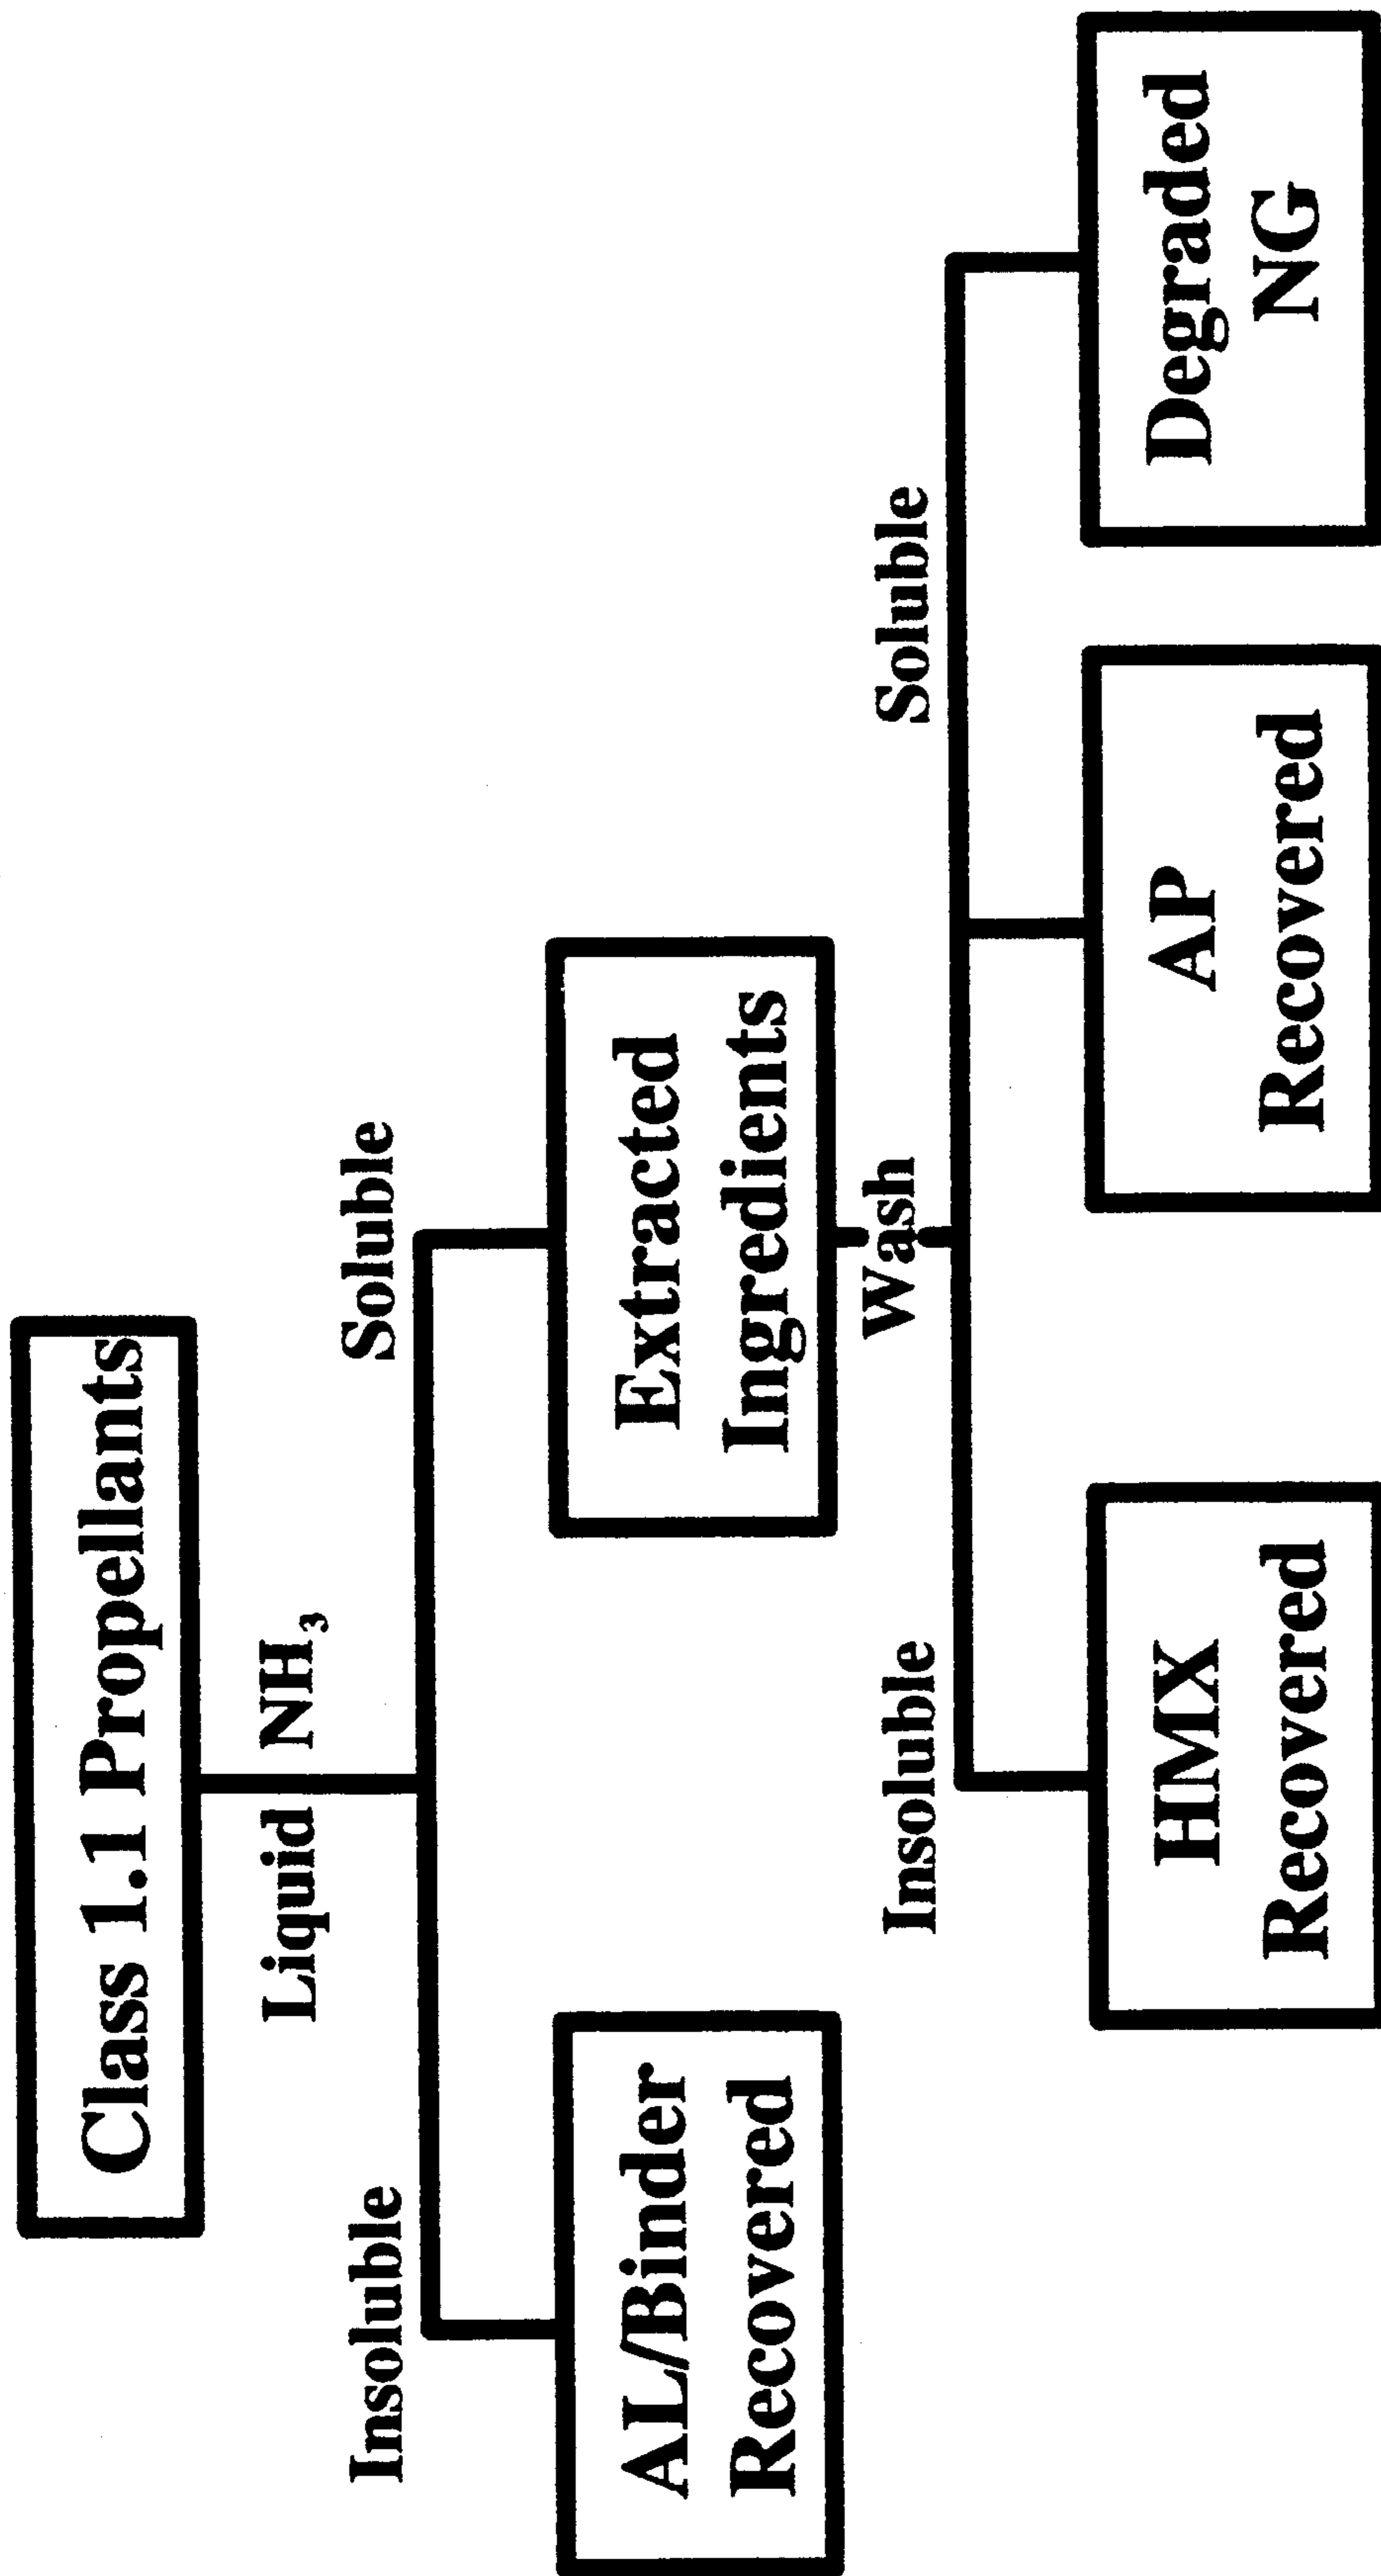 Class 1.1 Propellants
Liquid NH₃
Insoluble
Soluble
AL/Binder
Recovered
Extracted
Ingredients
Wash
Insoluble
Soluble
HMX
Recovered
AP
Recovered
Degraded
NG